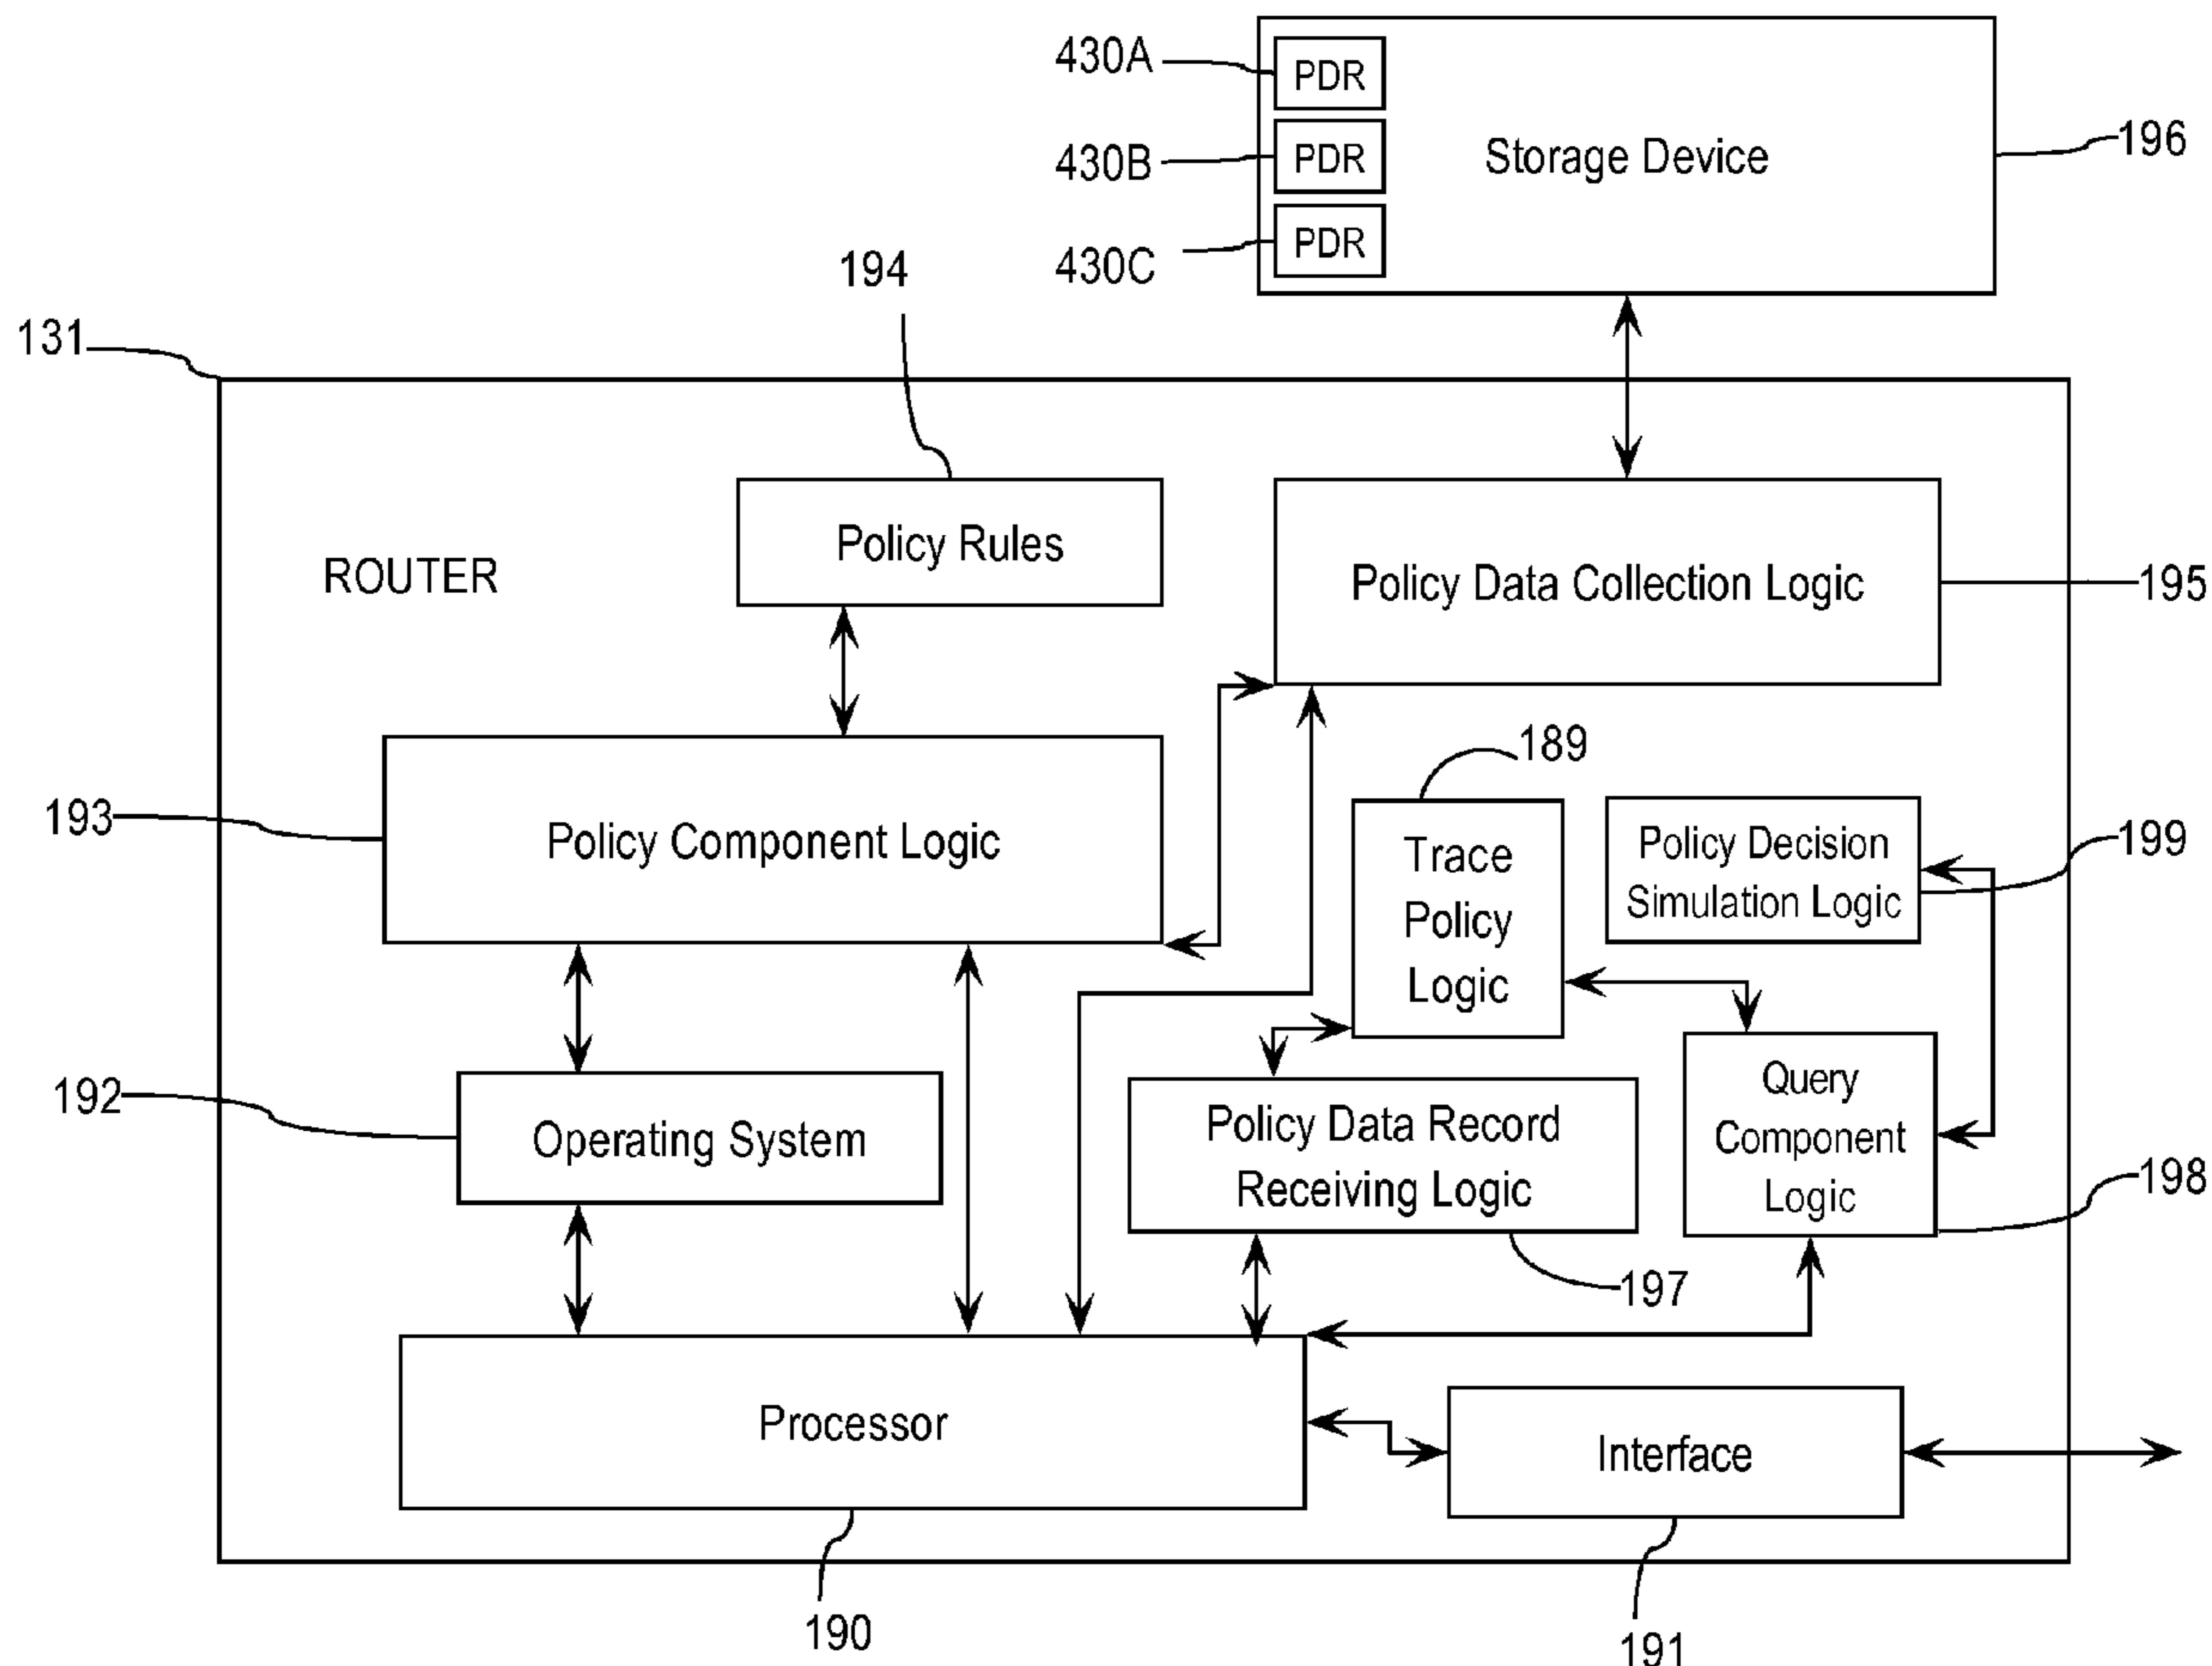 430A
PDR
430B
PDR
430C
PDR
Storage Device
196
194
131
ROUTER
Policy Rules
Policy Data Collection Logic
195
193
Policy Component Logic
189
Trace
Policy
Logic
Policy Decision
Simulation Logic
199
192
Operating System
Policy Data Record
Receiving Logic
197
Query
Component
Logic
198
Processor
190
Interface
191